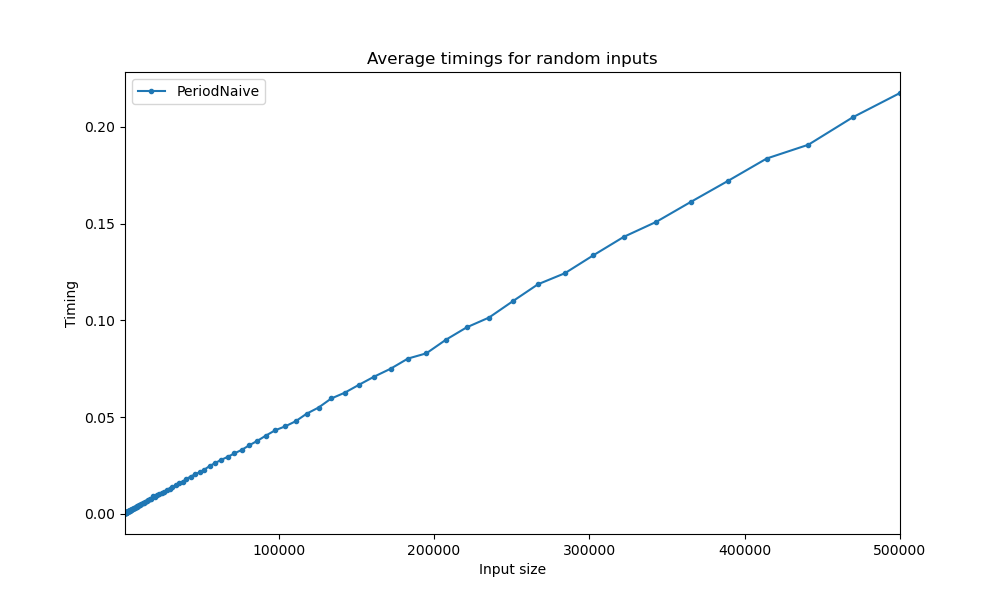 Average timings for random inputs
PeriodNaive
Timing
0.20
0.15
0.10
0.05
0.00
100000 200000 300000 400000 500000
Input size